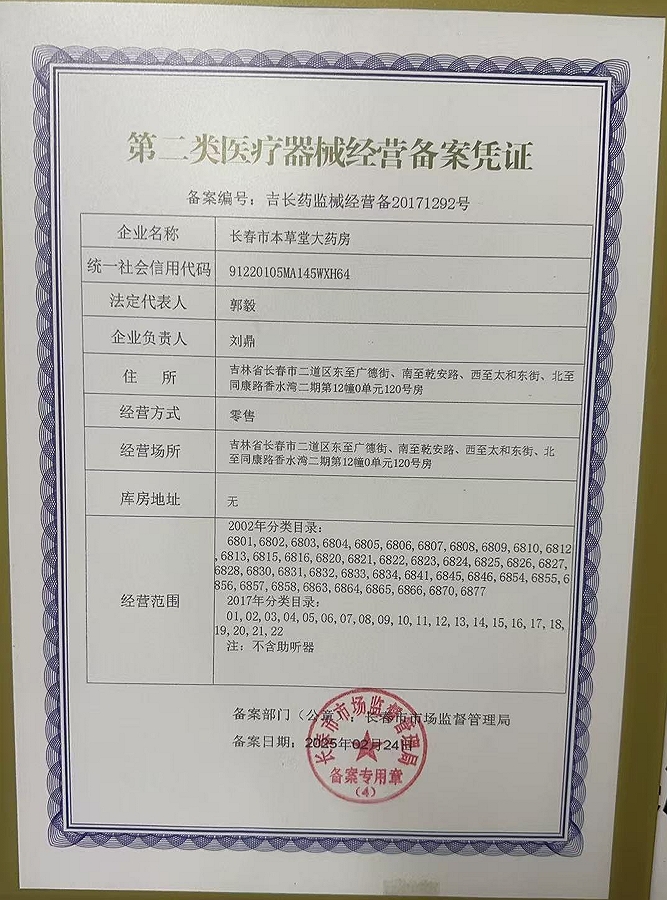 第二类医疗器械经营备案凭证
备案编号：吉长药监械经营备20171292号
企业名称 长春市本草堂大药房
统一社会信用代码 91220105MA145WXH64
法定代表人 郭毅
企业负责人 刘鼎
住 所 吉林省长春市二道区东至广德街、南至乾安路、西至太和东街、北至
同康路香水湾二期第12幢0单元120号房
经营方式 零售
经营场所 吉林省长春市二道区东至广德街、南至乾安路、西至太和东街、北
至同康路香水湾二期第12幢0单元120号房
库房地址 无
经营范围
2002年分类目录：
6801,6802,6803,6804,6805,6806,6807,6808,6809,6810,6812
,6813,6815,6816,6820,6821,6822,6823,6824,6825,6826,6827,
6828,6830,6831,6832,6833,6834,6841,6845,6846,6854,6855,6
856,6857,6858,6863,6864,6865,6866,6870,6877
2017年分类目录：
01,02,03,04,05,06,07,08,09,10,11,12,13,14,15,16,17,18,
19,20,21,22
注：不含助听器
备案部门（公章）：长春市市场监督管理局
备案日期：2025年02月24日
长春市市场监督管理局
备案专用章
(4)